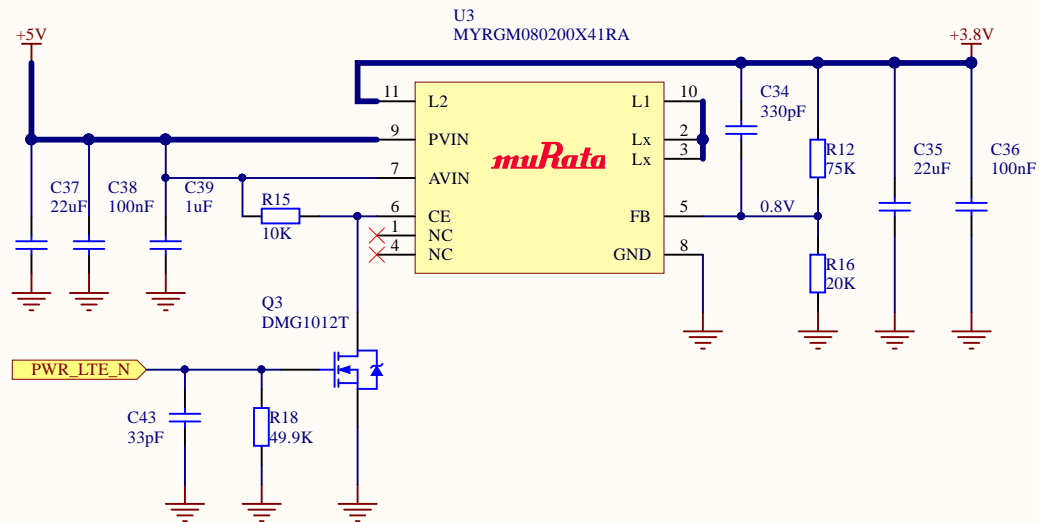 U3
MYRGM080200X41RA
+5V
+3.8V
11
L2
L1
10
9
PVIN
Lx
2
Lx
3
7
AVIN
6
CE
FB
5
1
NC
4
NC
GND
8
muRata
C34
330pF
R12
75K
C35
22uF
C36
100nF
C37
22uF
C38
100nF
C39
1uF
R15
10K
0.8V
R16
20K
Q3
DMG1012T
PWR_LTE_N
C43
33pF
R18
49.9K